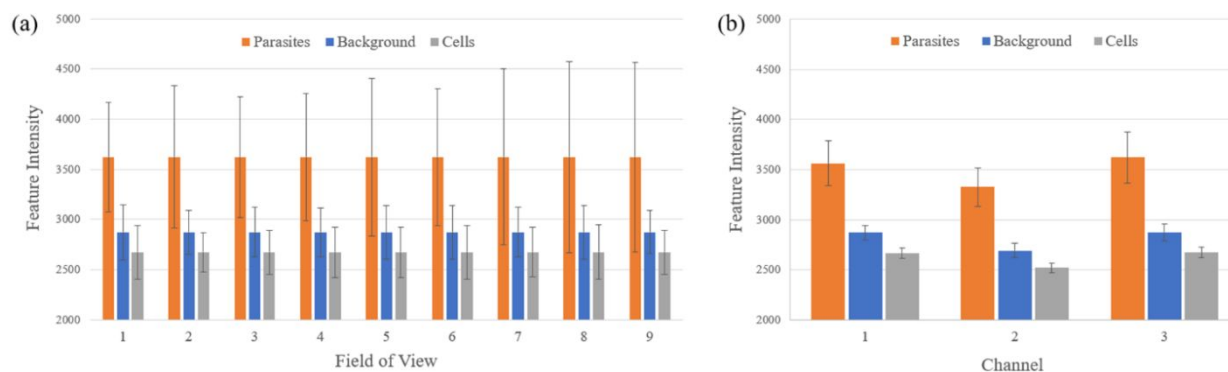 (a)
5000
4500
4000
3500
3000
2500
2000
Feature Intensity
Parasites Background Cells
1 2 3 4 5 6 7 8 9
Field of View
(b)
5000
4500
4000
3500
3000
2500
2000
Feature Intensity
Parasites Background Cells
1 2 3
Channel